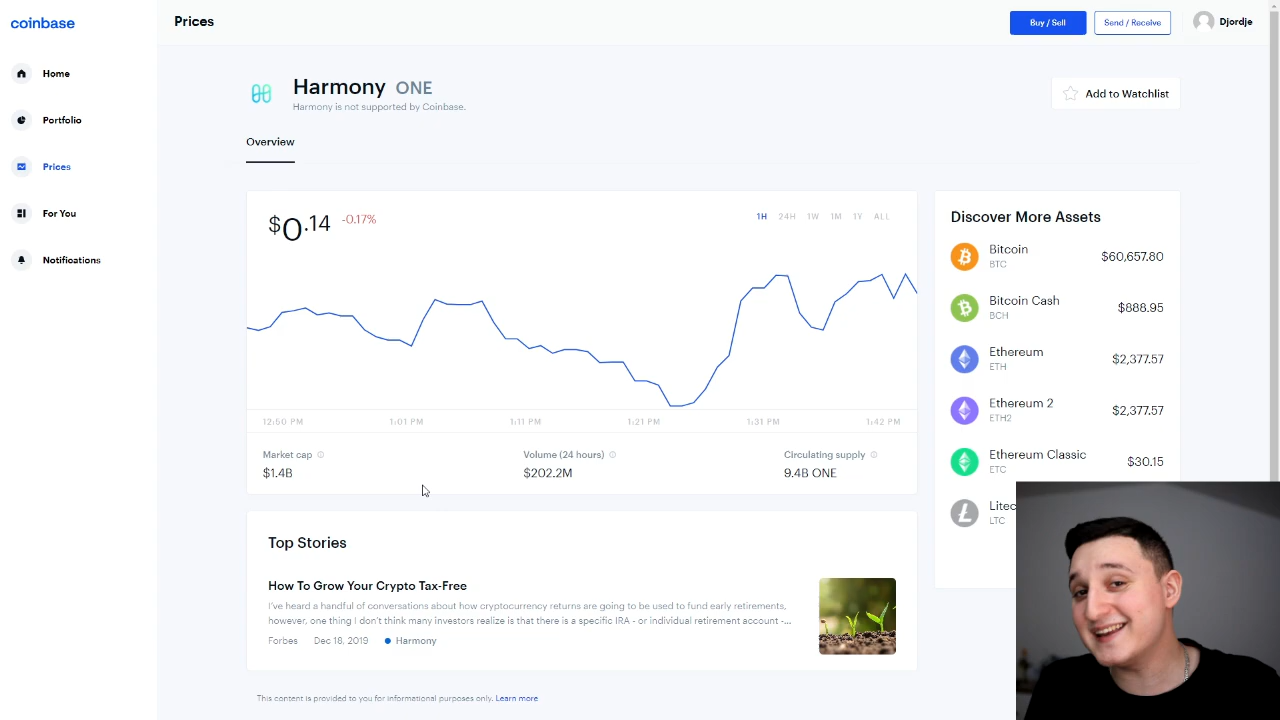 coinbase
Prices
Buy / Sell
Send / Receive
Djordje
Home
Portfolio
Prices
For You
Notifications
Harmony ONE
Harmony is not supported by Coinbase.
Add to Watchlist
Overview
$0.14 -0.17%
1H 24H 1W 1M 1Y ALL
12:50 PM 1:01 PM 1:11 PM 1:21 PM 1:31 PM 1:42 PM
Market cap
$1.4B
Volume (24 hours)
$202.2M
Circulating supply
9.4B ONE
Discover More Assets
Bitcoin
BTC
$60,657.80
Bitcoin Cash
BCH
$888.95
Ethereum
ETH
$2,377.57
Ethereum 2
ETH2
$2,377.57
Ethereum Classic
ETC
$30.15
Litec
LTC
Top Stories
How To Grow Your Crypto Tax-Free
I've heard a handful of conversations about how cryptocurrency returns are going to be used to fund early retirements,
however, one thing I don't think many investors realize is that there is a specific IRA - or individual retirement account -...
Forbes Dec 18, 2019 Harmony
This content is provided to you for informational purposes only. Learn more